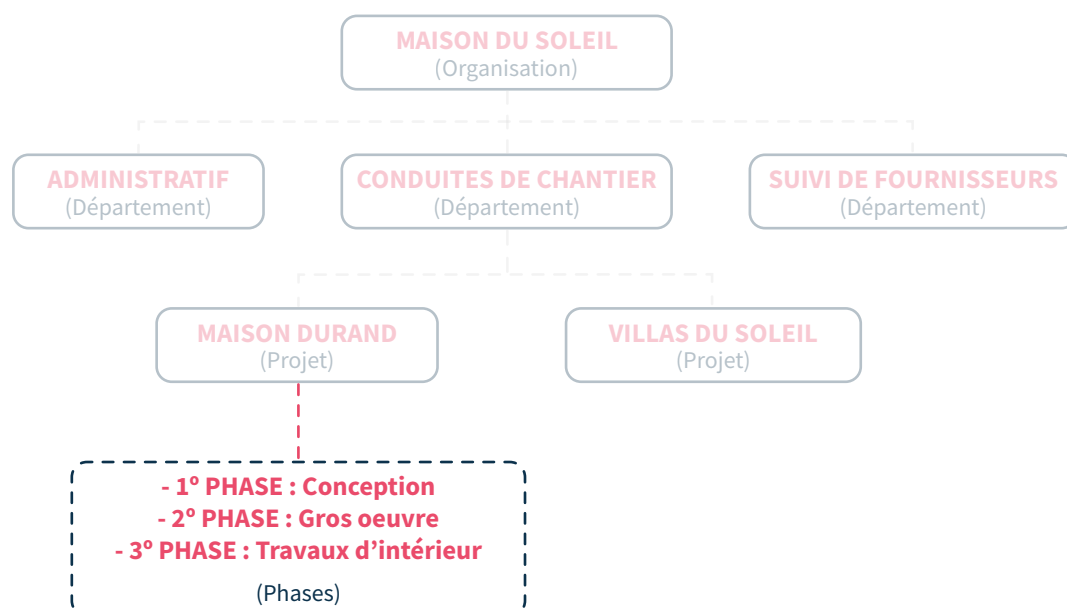 MAISON DU SOLEIL
(Organisation)
ADMINISTRATIF
(Département)
CONDUITES DE CHANTIER
(Département)
SUIVI DE FOURNISSEURS
(Département)
MAISON DURAND
(Projet)
VILLAS DU SOLEIL
(Projet)
- 1º PHASE : Conception
- 2º PHASE : Gros oeuvre
- 3º PHASE : Travaux d’intérieur
(Phases)